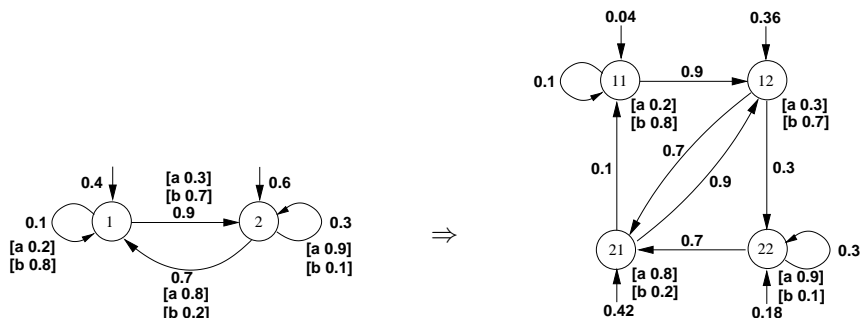 0.4
0.6
[a 0.3]
[b 0.7]
0.9
0.1
1
2
0.3
[a 0.2]
[b 0.8]
[a 0.9]
[b 0.1]
0.7
[a 0.8]
[b 0.2]
⇒
0.04
0.36
0.1
11
0.9
12
[a 0.2]
[b 0.8]
[a 0.3]
[b 0.7]
0.7
0.1
0.9
0.3
21
0.7
22
0.3
[a 0.8]
[b 0.2]
[a 0.9]
[b 0.1]
0.42
0.18